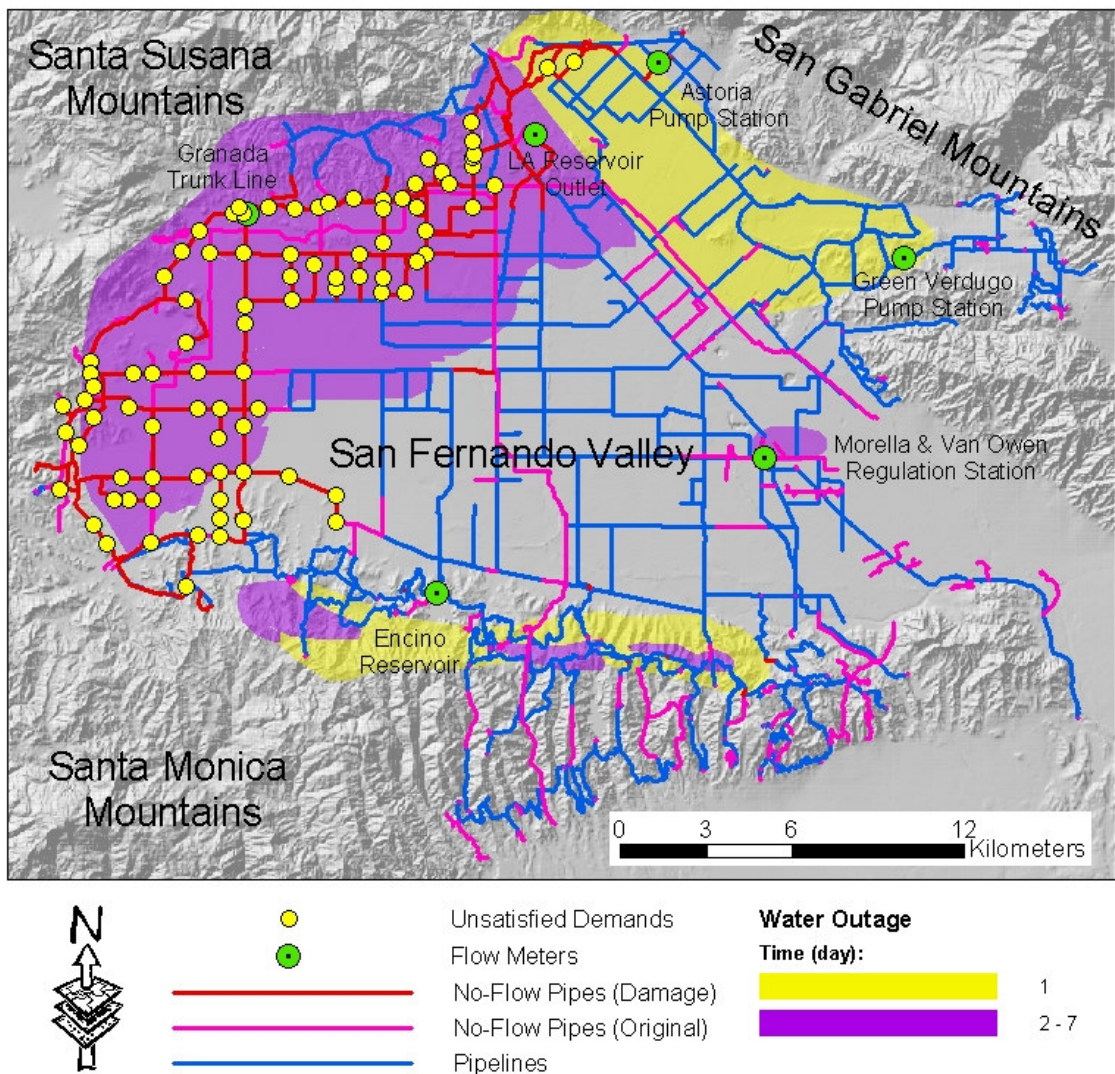 Santa Susana
Mountains
San Gabriel Mountains
Astoria
Pump Station
Granada
Trunk Line
LA Reservoir
Outlet
Green Verdugo
Pump Station
San Fernando Valley
Morella & Van Owen
Regulation Station
Encino
Reservoir
Santa Monica
Mountains
0 3 6 12
Kilometers
N
Unsatisfied Demands
Flow Meters
No-Flow Pipes (Damage)
No-Flow Pipes (Original)
Pipelines
Water Outage
Time (day):
1
2 - 7